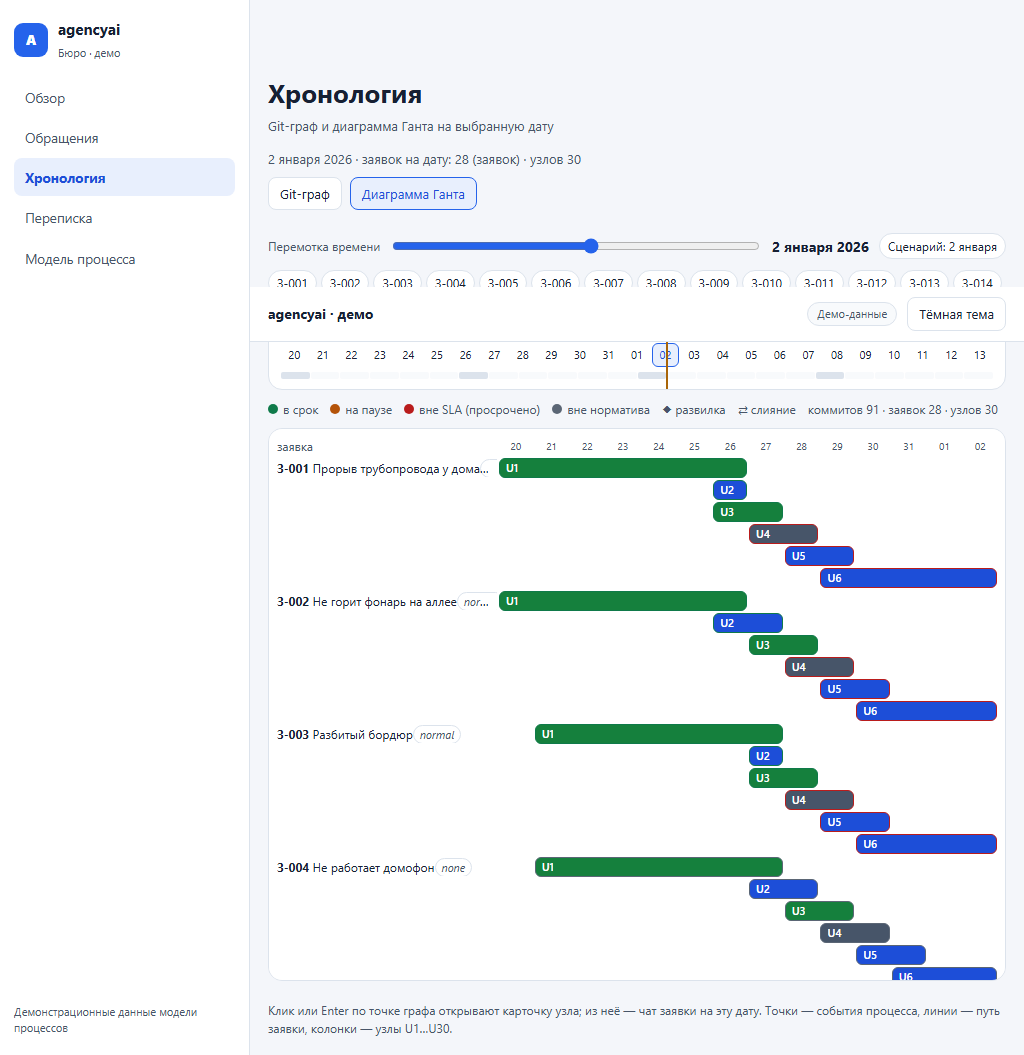 A
agencyai
Бюро · демо
Обзор
Обращения
Хронология
Переписка
Модель процесса
Демонстрационные данные модели
процессов
Хронология
Git-граф и диаграмма Ганта на выбранную дату
2 января 2026 · заявок на дату: 28 (заявок) · узлов 30
Git-граф
Диаграмма Ганта
Перемотка времени
2 января 2026
Сценарий: 2 января
З-001 З-002 З-003 З-004 З-005 З-006 З-007 З-008 З-009 З-010 З-011 З-012 З-013 З-014
agencyai · демо
Демо-данные
Тёмная тема
20 21 22 23 24 25 26 27 28 29 30 31 01 02 03 04 05 06 07 08 09 10 11 12 13
в срок на паузе вне SLA (просрочено) вне норматива развилка слияние коммитов 91 · заявок 28 · узлов 30
заявка 20 21 22 23 24 25 26 27 28 29 30 31 01 02
З-001 Прорыв трубопровода у дома… U1
U2
U3
U4
U5
U6
З-002 Не горит фонарь на аллее nor… U1
U2
U3
U4
U5
U6
З-003 Разбитый бордюр normal U1
U2
U3
U4
U5
U6
З-004 Не работает домофон none U1
U2
U3
U4
U5
U6
Клик или Enter по точке графа открывают карточку узла; из неё — чат заявки на эту дату. Точки — события процесса, линии — путь
заявки, колонки — узлы U1…U30.